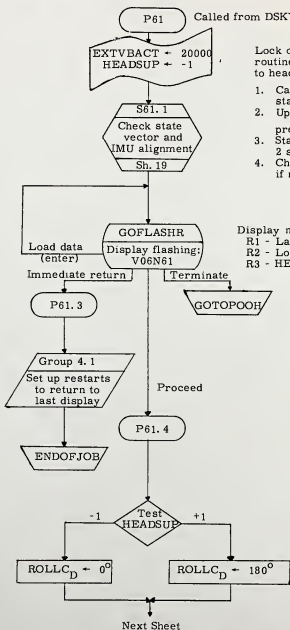 P61
Called from DSKY
EXTVBACT ← 20000
HEADSUP ← -1
Lock o
routine
to head
1. Ca
sta
2. Up
pre
3. Sta
2 s
4. Ch
if r
S61.1
Check state
vector and
IMU alignment
Sh. 19
GOFLASHR
Display flashing:
V06N61
Load data
(enter)
Immediate return
Terminate
Display n
R1 - La
R2 - Lo
R3 - HE
P61.3
GOTOPOOH
Group 4.1
Set up restarts
to return to
last display
Proceed
P61.4
ENDOFJOB
-1
Test
HEADSUP
+1
ROLLC_D ← 0°
ROLLC_D ← 180°
Next Sheet